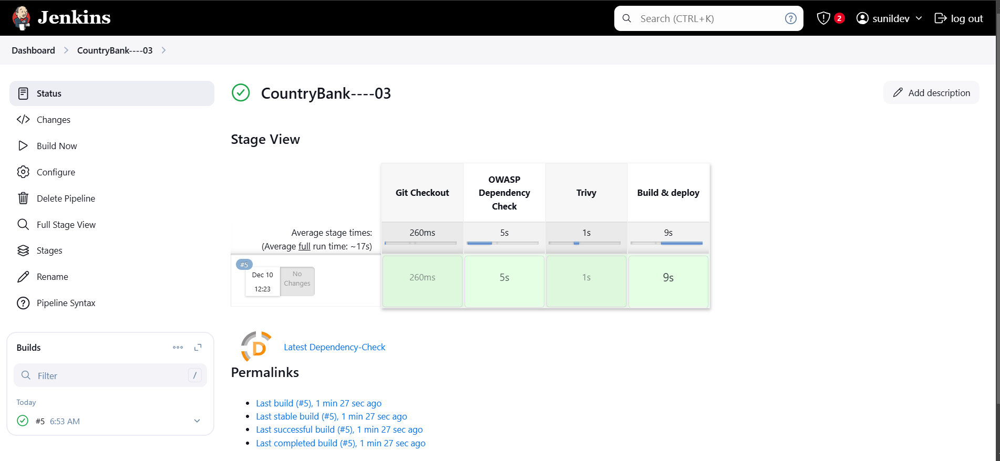 Jenkins
Search (CTRL+K)
?
2
sunildev
log out
Dashboard
CountryBank----03
Status
Changes
Build Now
Configure
Delete Pipeline
Full Stage View
Stages
Rename
? Pipeline Syntax
Builds
Filter
/
Today
#5 6:53 AM
CountryBank----03
Add description
Stage View
Git Checkout
OWASP
Dependency
Check
Trivy
Build & deploy
Average stage times:
260ms
5s
1s
9s
(Average full run time: ~17s)
#5
Dec 10
12:23
No
Changes
260ms
5s
1s
9s
D
Latest Dependency-Check
Permalinks
Last build (#5), 1 min 27 sec ago
Last stable build (#5), 1 min 27 sec ago
Last successful build (#5), 1 min 27 sec ago
Last completed build (#5), 1 min 27 sec ago